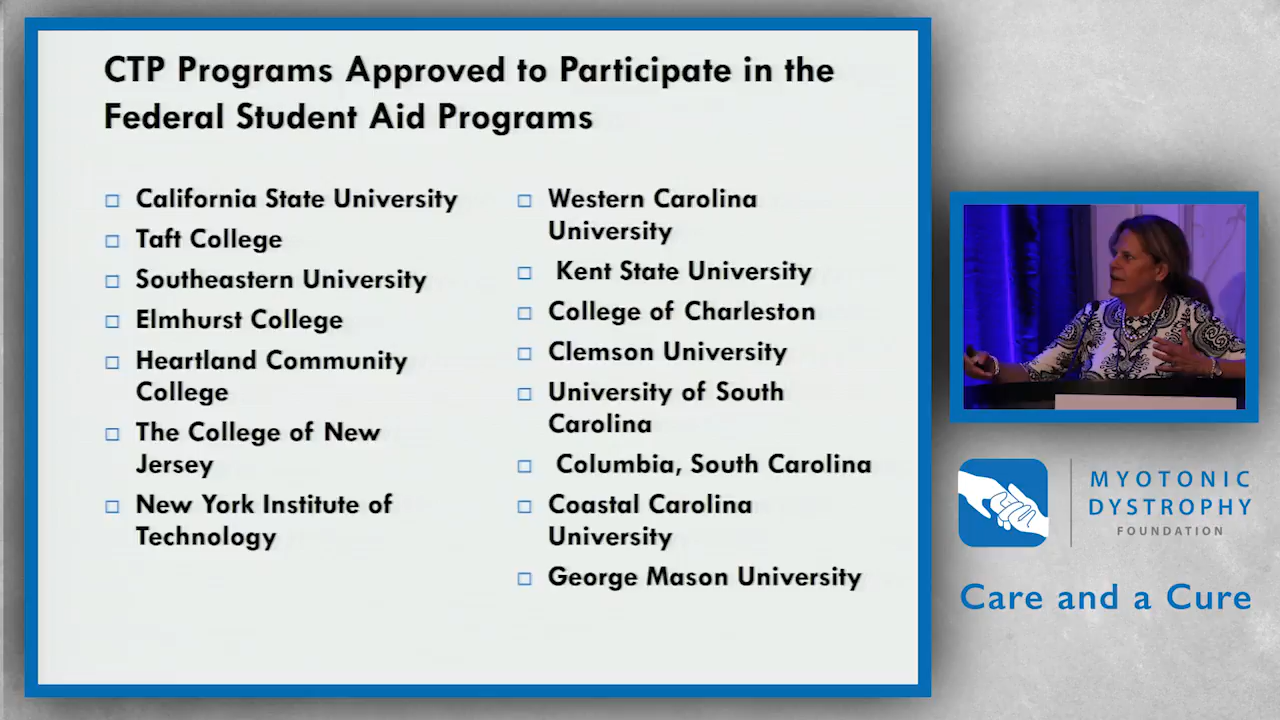 CTP Programs Approved to Participate in the
Federal Student Aid Programs
California State University
Taft College
Southeastern University
Elmhurst College
Heartland Community
College
The College of New
Jersey
New York Institute of
Technology
Western Carolina
University
Kent State University
College of Charleston
Clemson University
University of South
Carolina
Columbia, South Carolina
Coastal Carolina
University
George Mason University
MYOTONIC
DYSTROPHY
FOUNDATION
Care and a Cure